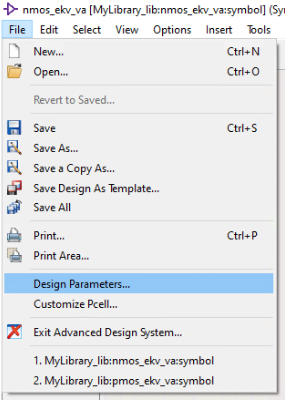 nmos_ekv_va [MyLibrary_lib:nmos_ekv_va:symbol] (Sy
File Edit Select View Options Insert Tools
New... Ctrl+N
Open... Ctrl+O
Revert to Saved...
Save Ctrl+S
Save As...
Save a Copy As...
Save Design As Template...
Save All
Print... Ctrl+P
Print Area...
Design Parameters...
Customize Pcell...
Exit Advanced Design System...
1. MyLibrary_lib:nmos_ekv_va:symbol
2. MyLibrary_lib:pmos_ekv_va:symbol